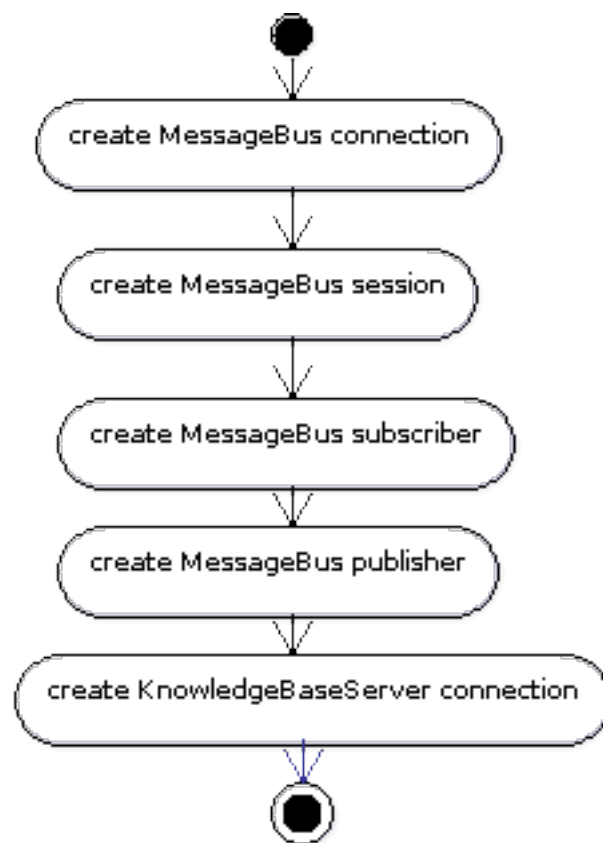 create MessageBus connection
create MessageBus session
create MessageBus subscriber
create MessageBus publisher
create KnowledgeBaseServer connection